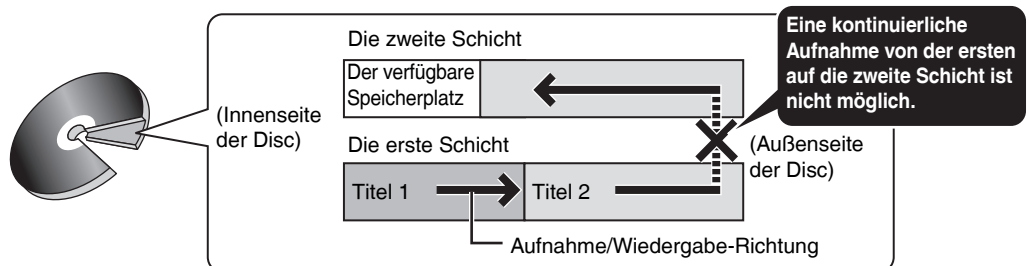 Eine kontinuierliche
Aufnahme von der ersten
auf die zweite Schicht ist
nicht möglich.
Die zweite Schicht
Der verfügbare
Speicherplatz
(Innenseite
der Disc)
(Außenseite
der Disc)
Die erste Schicht
Titel 1
Titel 2
Aufnahme/Wiedergabe-Richtung